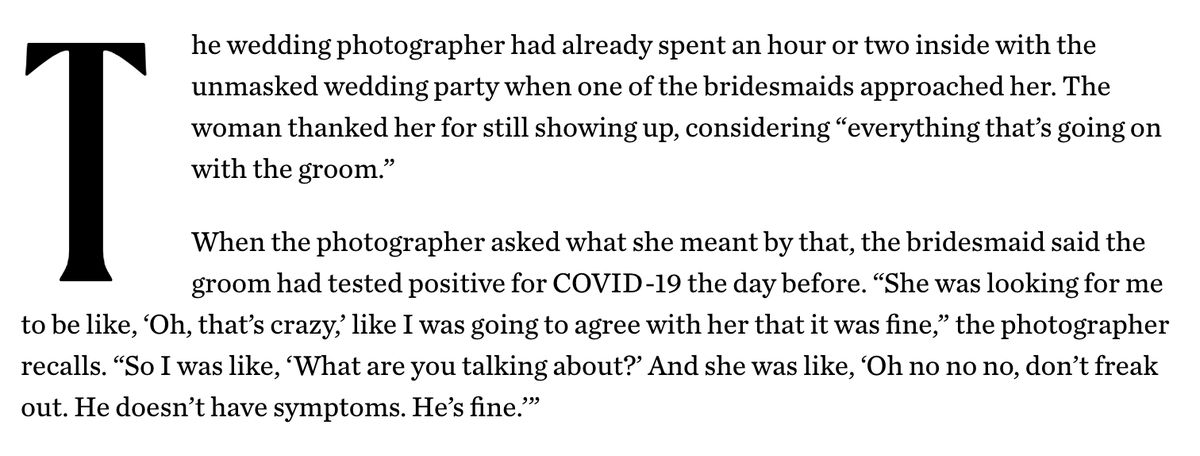 The wedding photographer had already spent an hour or two inside with the
unmasked wedding party when one of the bridesmaids approached her. The
woman thanked her for still showing up, considering “everything that’s going on
with the groom.”
When the photographer asked what she meant by that, the bridesmaid said the
groom had tested positive for COVID-19 the day before. “She was looking for me
to be like, ‘Oh, that’s crazy,’ like I was going to agree with her that it was fine,” the photographer
recalls. “So I was like, ‘What are you talking about?’ And she was like, ‘Oh no no no, don’t freak
out. He doesn’t have symptoms. He’s fine.’”